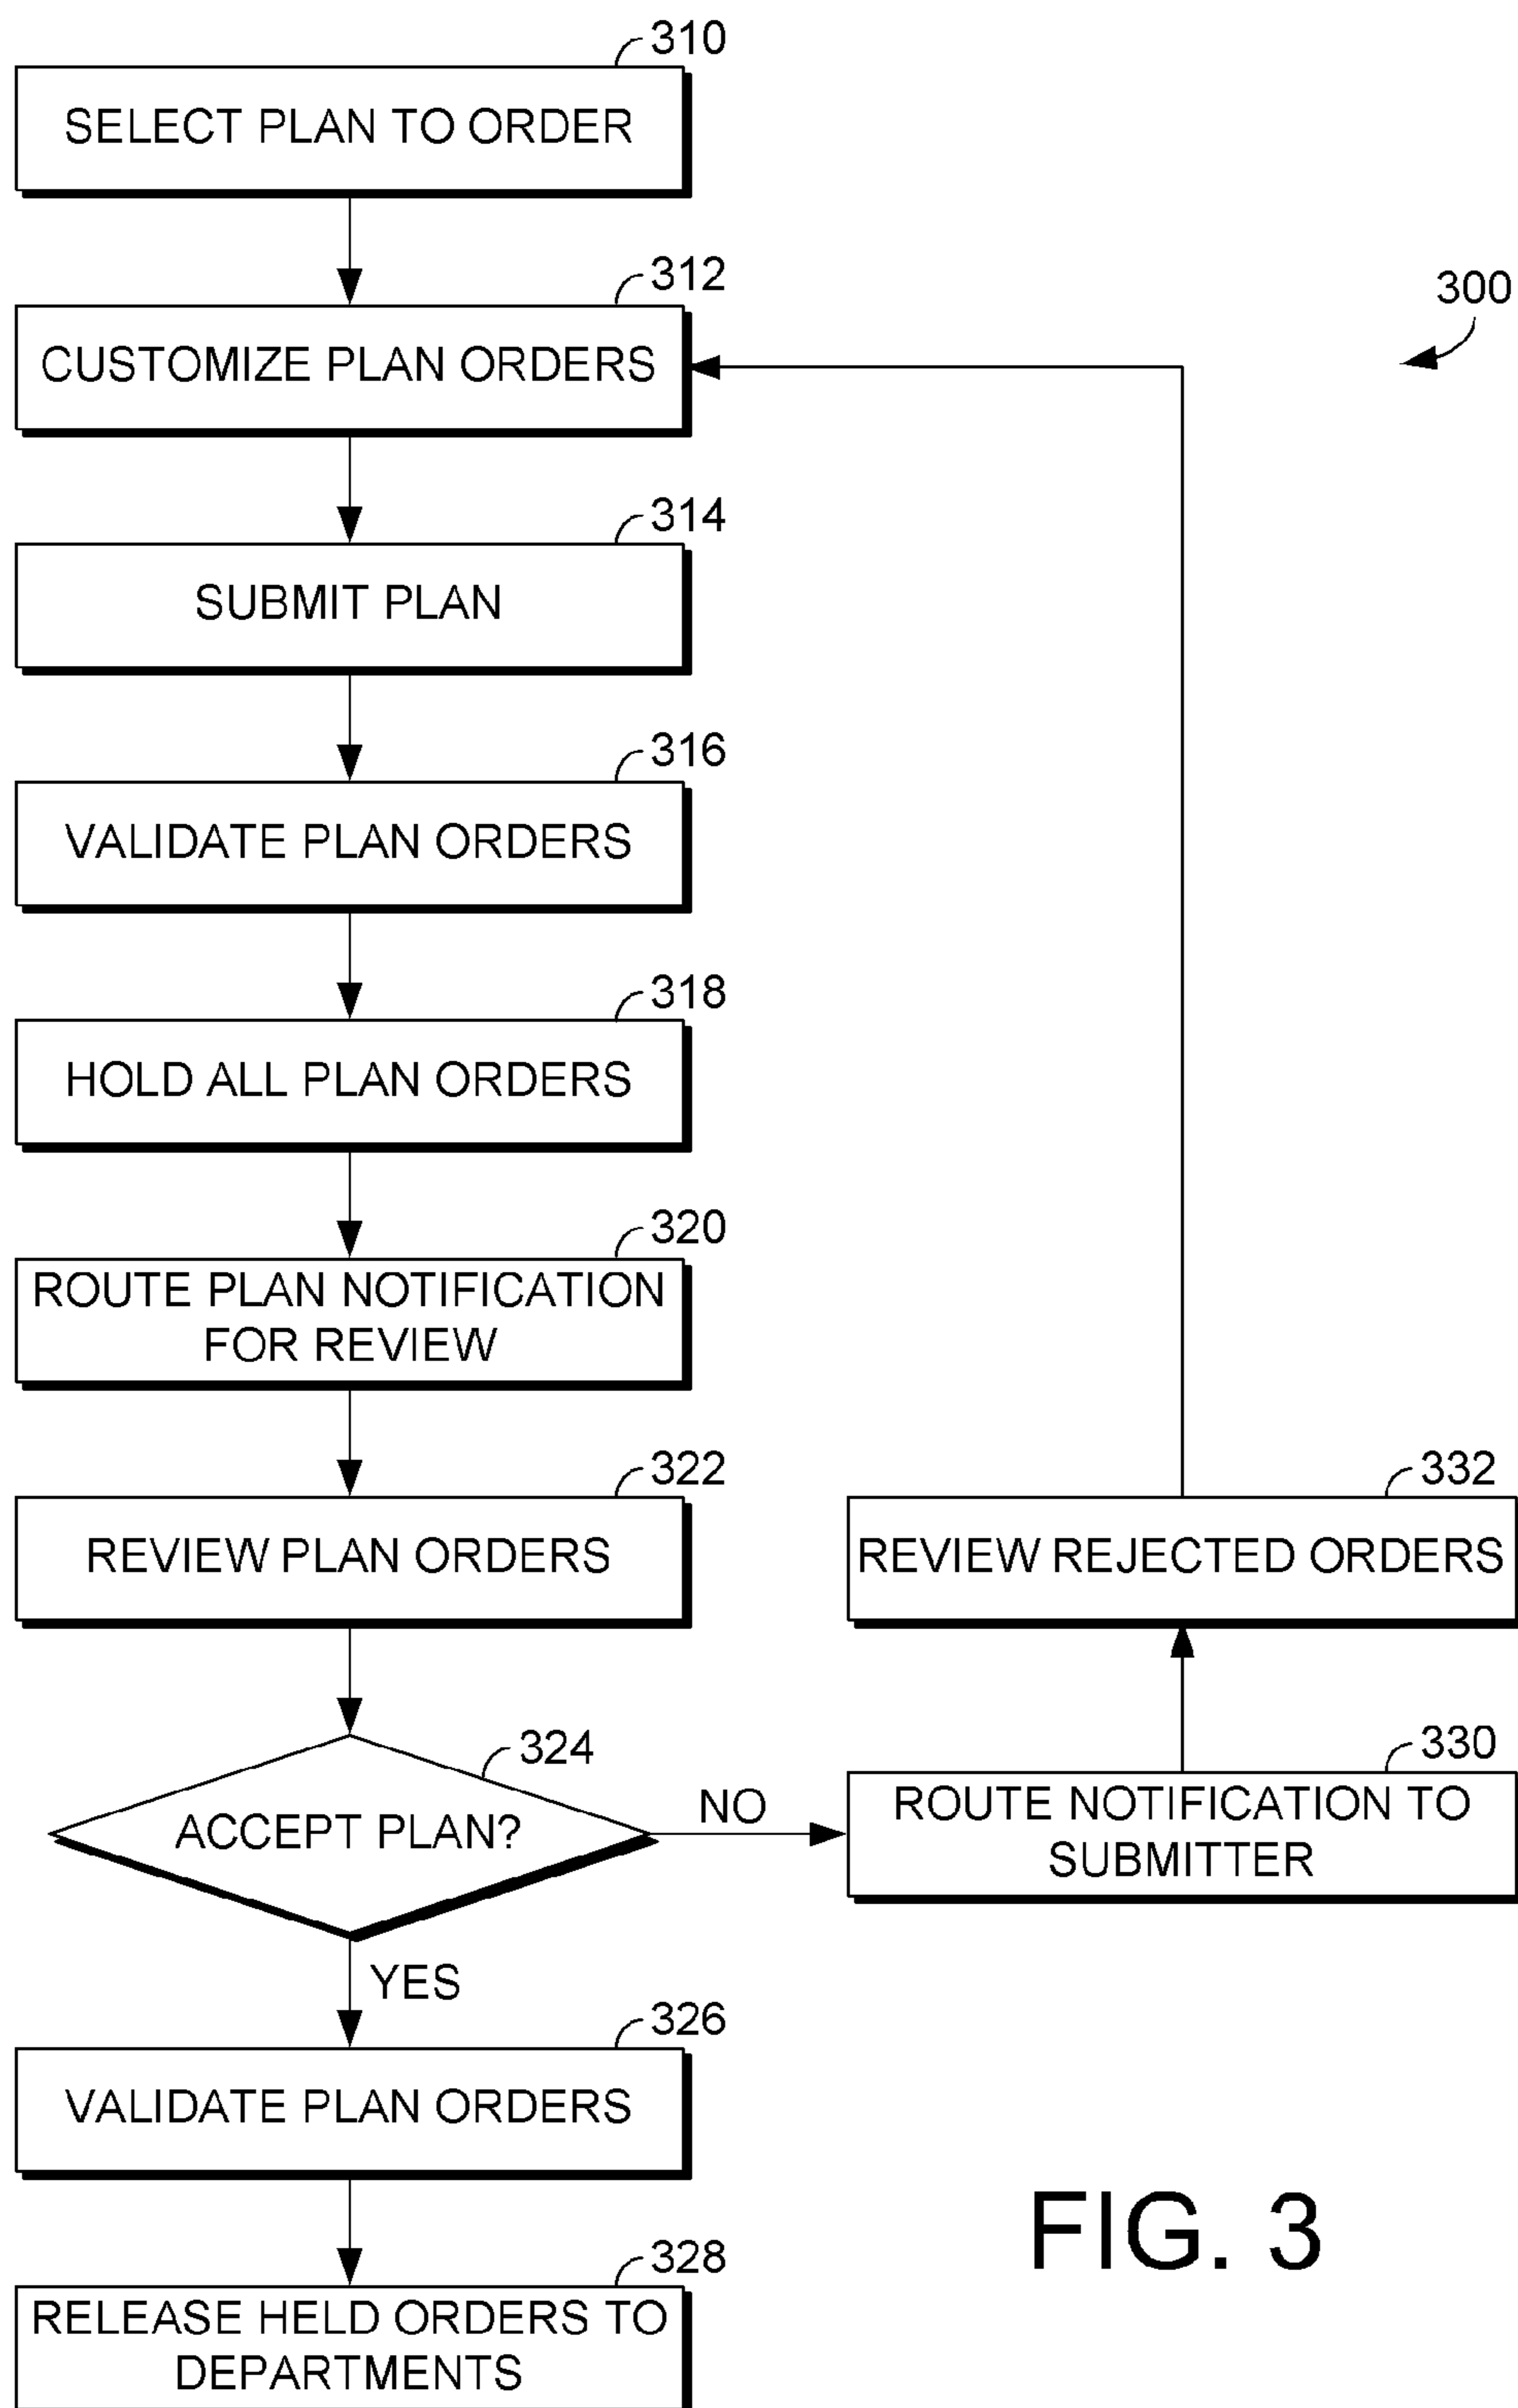 310
SELECT PLAN TO ORDER
312
CUSTOMIZE PLAN ORDERS
300
314
SUBMIT PLAN
316
VALIDATE PLAN ORDERS
318
HOLD ALL PLAN ORDERS
320
ROUTE PLAN NOTIFICATION
FOR REVIEW
322
REVIEW PLAN ORDERS
332
REVIEW REJECTED ORDERS
324
ACCEPT PLAN?
NO
330
ROUTE NOTIFICATION TO
SUBMITTER
YES
326
VALIDATE PLAN ORDERS
328
RELEASE HELD ORDERS TO
DEPARTMENTS
FIG. 3